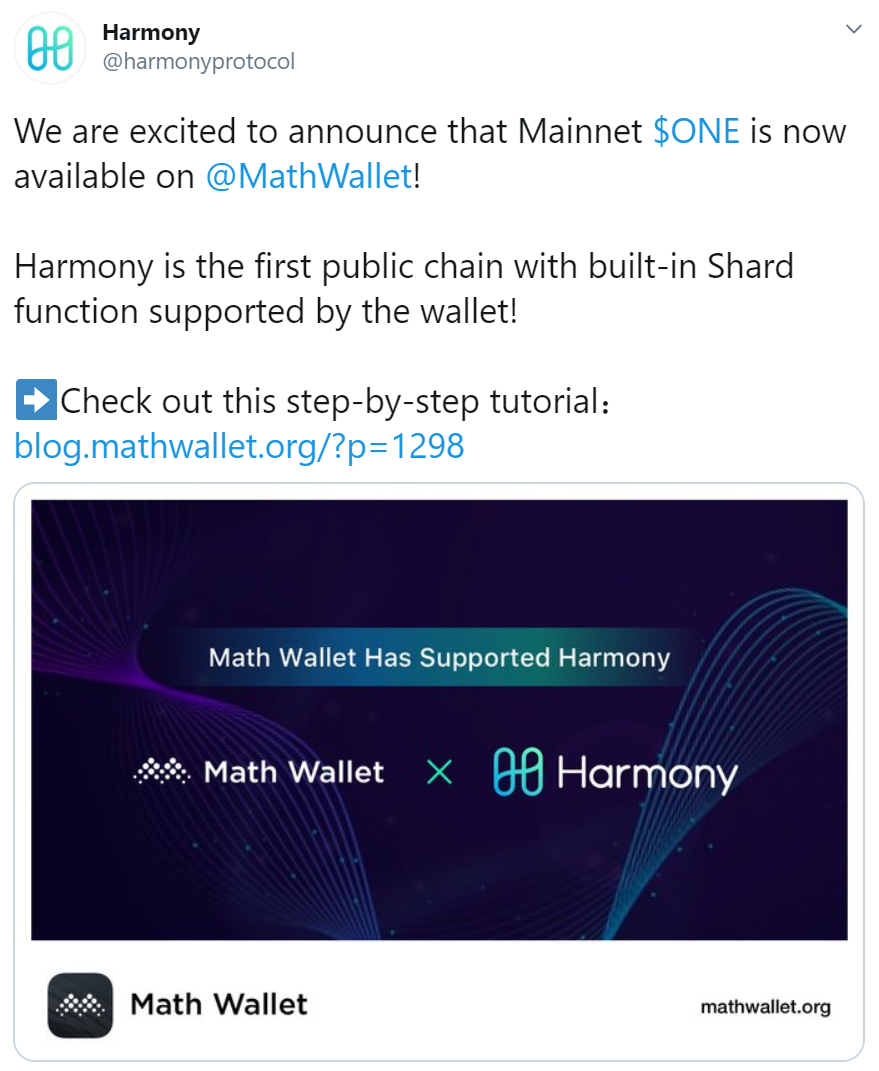 Harmony
@harmonyprotocol
We are excited to announce that Mainnet $ONE is now
available on @MathWallet!
Harmony is the first public chain with built-in Shard
function supported by the wallet!
➡Check out this step-by-step tutorial：
blog.mathwallet.org/?p=1298
Math Wallet Has Supported Harmony
Math Wallet X Harmony
Math Wallet
mathwallet.org